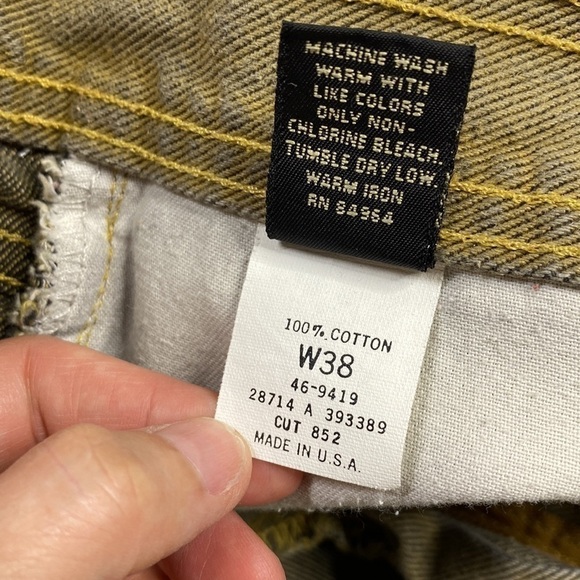 MACHINE WASH
WARM WITH
LIKE COLORS
ONLY NON-
CHLORINE BLEACH,
TUMBLE DRY LOW,
WARM IRON
RN 84964
100% COTTON
W38
46-9419
28714 A 393389
CUT 852
MADE IN U.S.A.